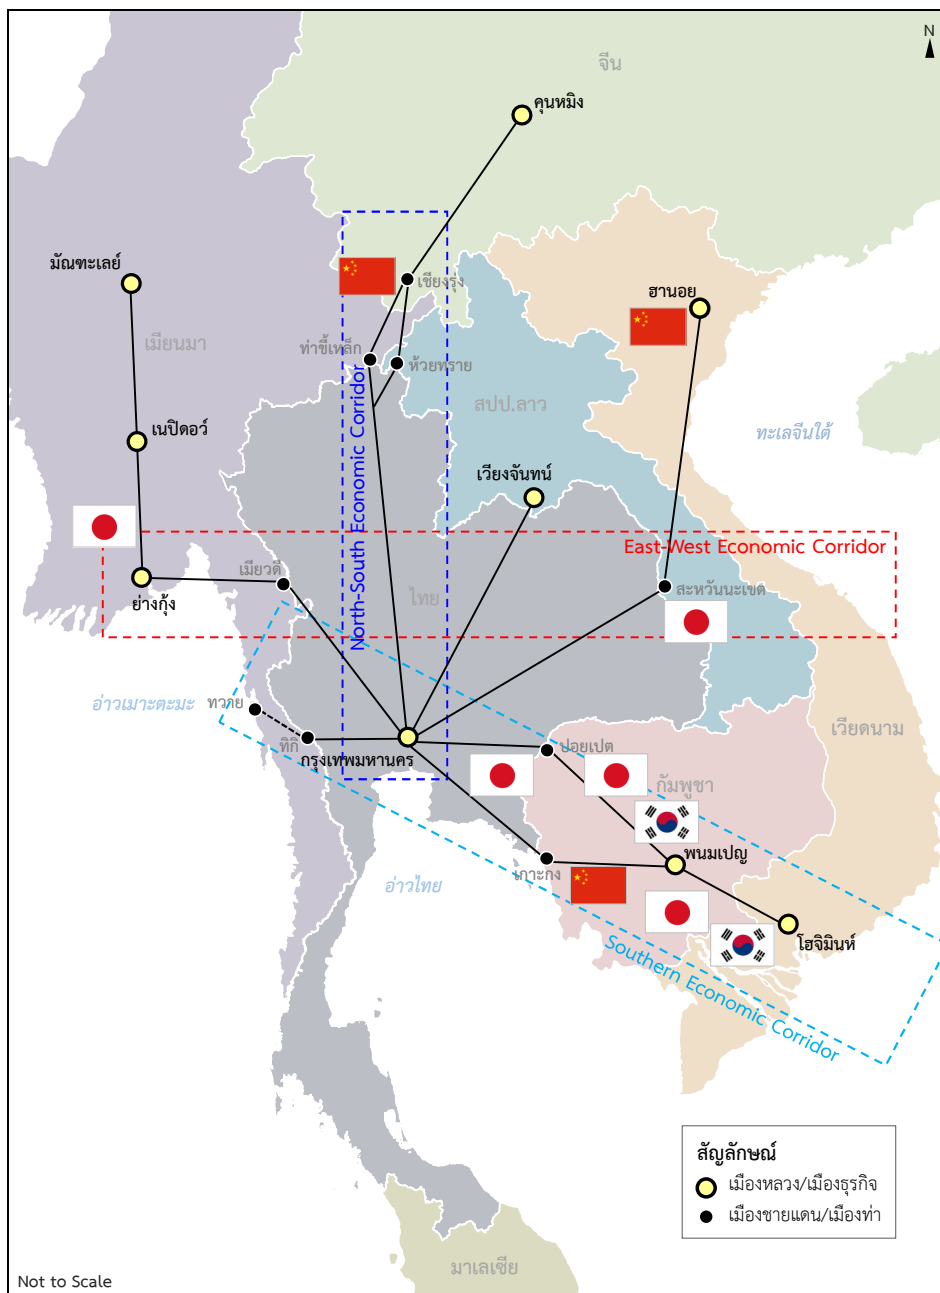 N
จีน
คุนหมิง
มัณฑะเลย์
เชียงรุ่ง
ฮานอย
เมียนมา
ท่าขี้เหล็ก
ห้วยทราย
สปป.ลาว
ทะเลจีนใต้
เนปิดอว์
เวียงจันทน์
North-South Economic Corridor
East-West Economic Corridor
เมียวดี
ย่างกุ้ง
ไทย
สะหวันนะเขต
อ่าวเมาะตะมะ
ทวาย
ทิกิ
กรุงเทพมหานคร
ปอยเปต
เวียดนาม
กัมพูชา
พนมเปญ
เกาะกง
อ่าวไทย
โฮจิมินห์
Southern Economic Corridor
สัญลักษณ์
เมืองหลวง/เมืองธุรกิจ
เมืองชายแดน/เมืองท่า
มาเลเซีย
Not to Scale